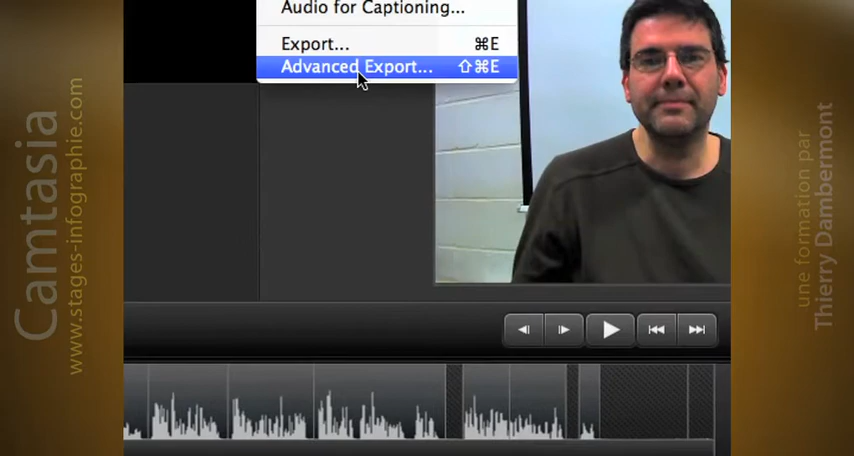 Audio for Captioning...
Export... ⌘E
Advanced Export... ⇧⌘E
Camtasia
www.stages-infographie.com
une formation par
Thierry Dambermont